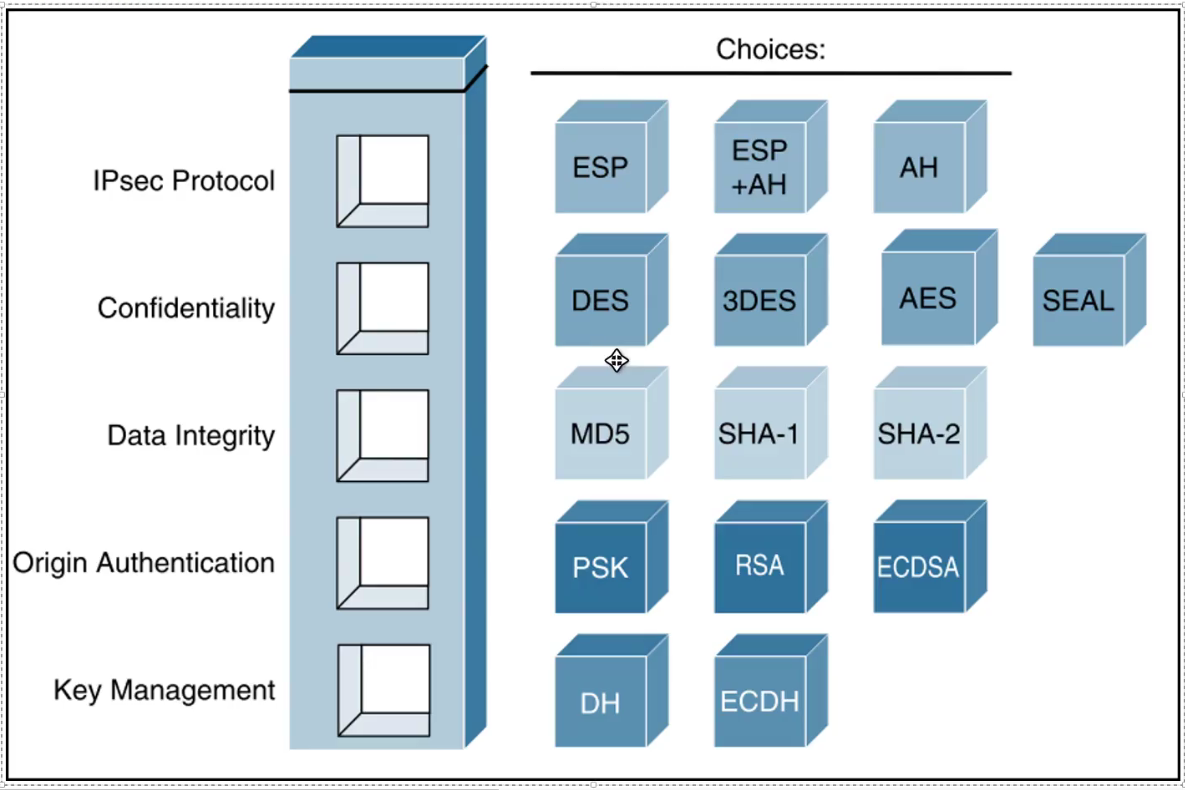 Choices:
IPsec Protocol
ESP
ESP
+AH
AH
Confidentiality
DES
3DES
AES
SEAL
Data Integrity
MD5
SHA-1
SHA-2
Origin Authentication
PSK
RSA
ECDSA
Key Management
DH
ECDH